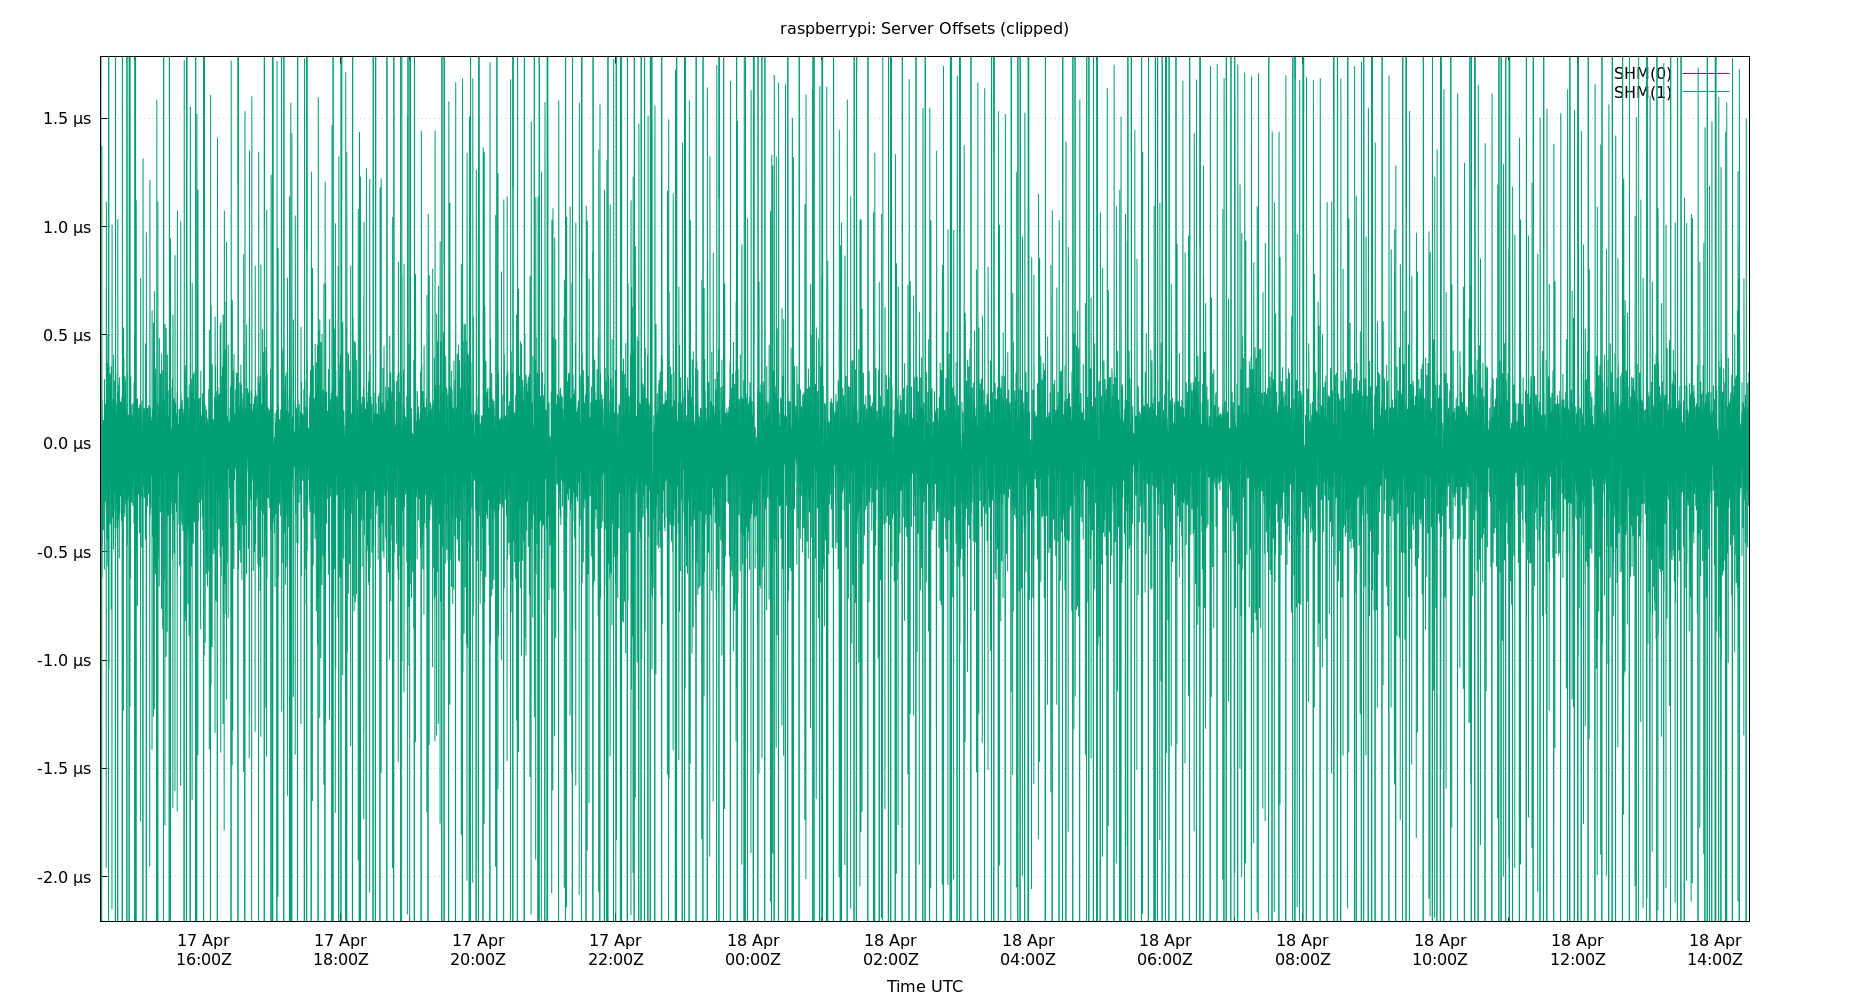 raspberrypi: Server Offsets (clipped)
SHM(0)
SHM(1)
1.5 µs
1.0 µs
0.5 µs
0.0 µs
-0.5 µs
-1.0 µs
-1.5 µs
-2.0 µs
17 Apr 17 Apr 17 Apr 17 Apr 18 Apr 18 Apr 18 Apr 18 Apr 18 Apr 18 Apr 18 Apr 18 Apr
16:00Z 18:00Z 20:00Z 22:00Z 00:00Z 02:00Z 04:00Z 06:00Z 08:00Z 10:00Z 12:00Z 14:00Z
Time UTC